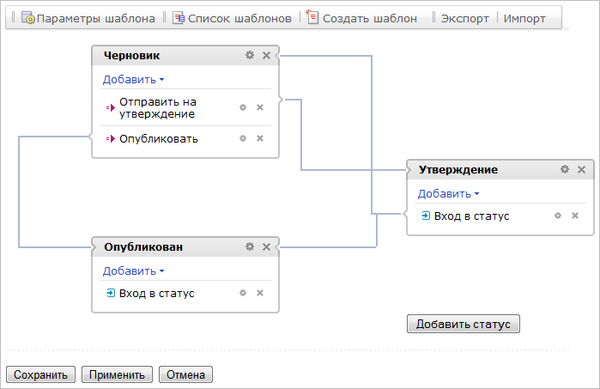 Параметры шаблона Список шаблонов Создать шаблон Экспорт Импорт
Черновик
Добавить
Отправить на
утверждение
Опубликовать
Утверждение
Добавить
Вход в статус
Опубликован
Добавить
Вход в статус
Добавить статус
Сохранить Применить Отмена